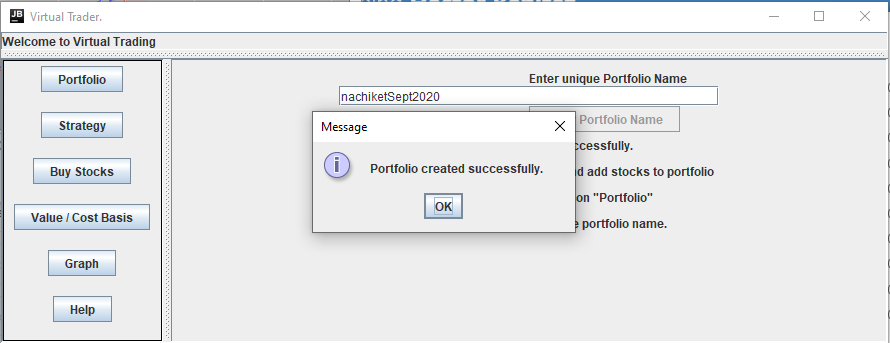 JB Virtual Trader.
Welcome to Virtual Trading
Portfolio
Strategy
Buy Stocks
Value / Cost Basis
Graph
Help
Enter unique Portfolio Name
nachiketSept2020
Portfolio Name
ccessfully.
nd add stocks to portfolio
on "Portfolio"
e portfolio name.
Message
Portfolio created successfully.
OK